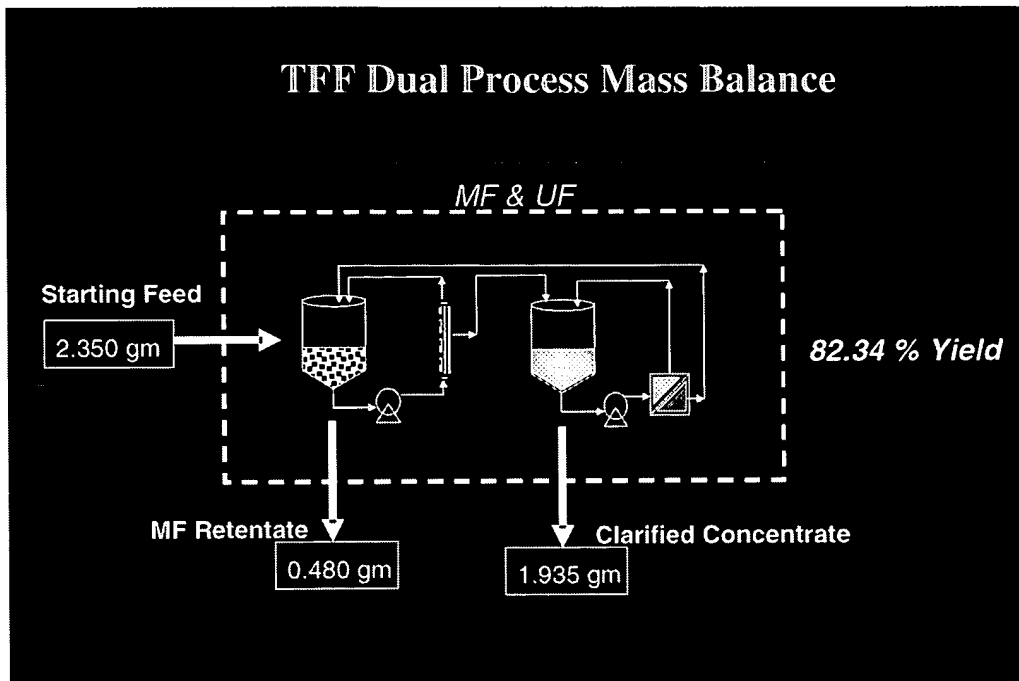 TFF Dual Process Mass Balance
MF & UF
Starting Feed
2.350 gm
82.34 % Yield
MF Retentate
0.480 gm
Clarified Concentrate
1.935 gm